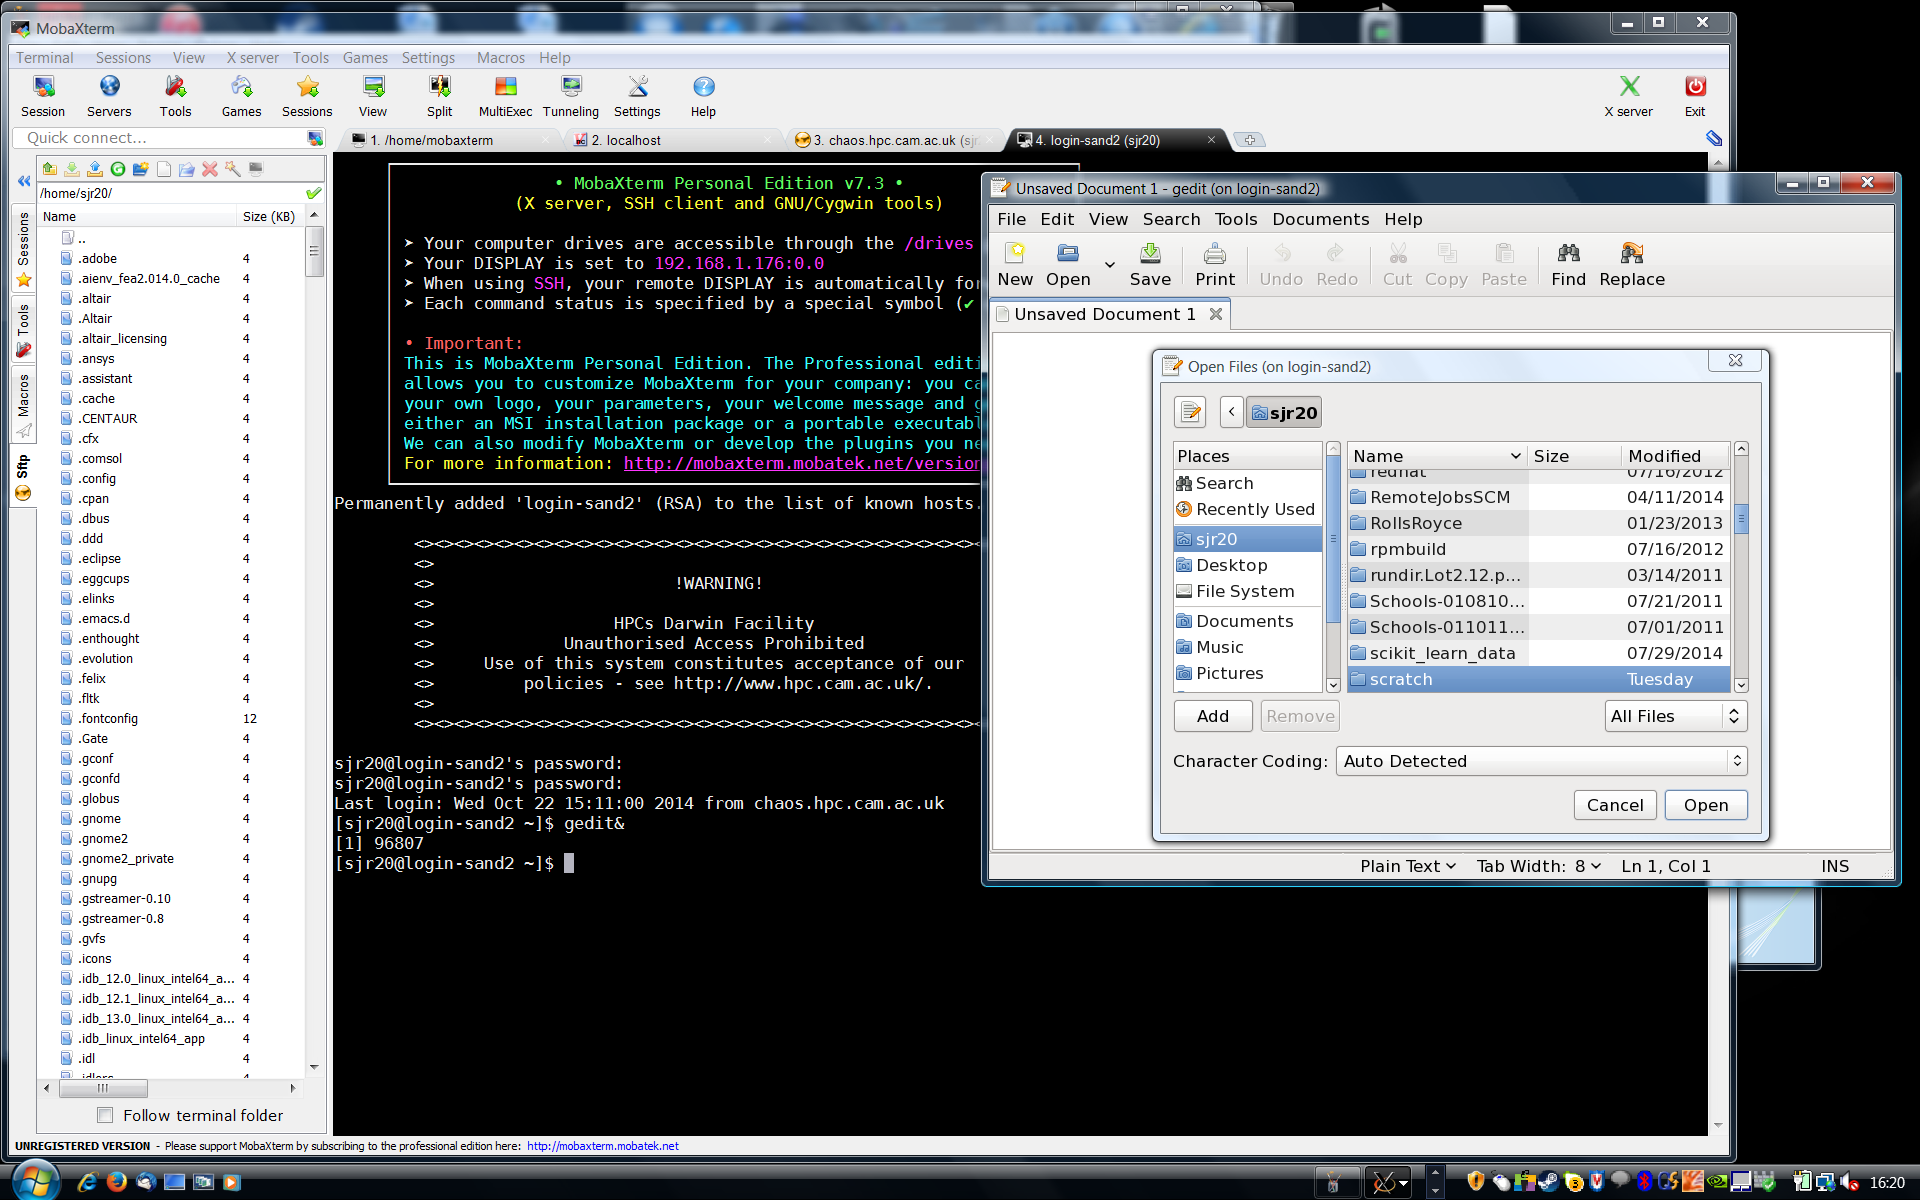 MobaXterm
Terminal Sessions View X server Tools Games Settings Macros Help
Session Servers Tools Games Sessions View Split MultiExec Tunneling Settings Help X server Exit
Quick connect...
1. /home/mobaxterm
2. localhost
3. chaos.hpc.cam.ac.uk (sjr
4. login-sand2 (sjr20)
Sessions
Tools
Macros
Sftp
/home/sjr20/
Name Size (KB)
..
.adobe 4
.aienv_fea2.014.0_cache 4
.altair 4
.Altair 4
.altair_licensing 4
.ansys 4
.assistant 4
.cache 4
.CENTAUR 4
.cfx 4
.comsol 4
.config 4
.cpan 4
.dbus 4
.ddd 4
.eclipse 4
.eggcups 4
.elinks 4
.emacs.d 4
.enthought 4
.evolution 4
.felix 4
.fltk 4
.fontconfig 12
.Gate 4
.gconf 4
.gconfd 4
.globus 4
.gnome 4
.gnome2 4
.gnome2_private 4
.gnupg 4
.gstreamer-0.10 4
.gstreamer-0.8 4
.gvfs 4
.icons 4
.idb_12.0_linux_intel64_a... 4
.idb_12.1_linux_intel64_a... 4
.idb_13.0_linux_intel64_a... 4
.idb_linux_intel64_app 4
.idl 4
Follow terminal folder
• MobaXterm Personal Edition v7.3 •
(X server, SSH client and GNU/Cygwin tools)
➤ Your computer drives are accessible through the /drives
➤ Your DISPLAY is set to 192.168.1.176:0.0
➤ When using SSH, your remote DISPLAY is automatically for
➤ Each command status is specified by a special symbol (✔
• Important:
This is MobaXterm Personal Edition. The Professional editi
allows you to customize MobaXterm for your company: you ca
your own logo, your parameters, your welcome message and g
either an MSI installation package or a portable executabl
We can also modify MobaXterm or develop the plugins you ne
For more information: http://mobaxterm.mobatek.net/version
Permanently added 'login-sand2' (RSA) to the list of known hosts.
<><><><><><><><><><><><><><><><><><><><><><><><><><><><>
<>
<> !WARNING!
<>
<> HPCs Darwin Facility
<> Unauthorised Access Prohibited
<> Use of this system constitutes acceptance of our
<> policies - see http://www.hpc.cam.ac.uk/.
<>
<><><><><><><><><><><><><><><><><><><><><><><><><><><><>
sjr20@login-sand2's password:
sjr20@login-sand2's password:
Last login: Wed Oct 22 15:11:00 2014 from chaos.hpc.cam.ac.uk
[sjr20@login-sand2 ~]$ gedit&
[1] 96807
[sjr20@login-sand2 ~]$
Unsaved Document 1 - gedit (on login-sand2)
File Edit View Search Tools Documents Help
New Open Save Print Undo Redo Cut Copy Paste Find Replace
Unsaved Document 1
Open Files (on login-sand2)
sjr20
Places
Search
Recently Used
sjr20
Desktop
File System
Documents
Music
Pictures
Name Size Modified
redhat 07/16/2012
RemoteJobsSCM 04/11/2014
RollsRoyce 01/23/2013
rpmbuild 07/16/2012
rundir.Lot2.12.p... 03/14/2011
Schools-010810... 07/21/2011
Schools-011011... 07/01/2011
scikit_learn_data 07/29/2014
scratch Tuesday
Add Remove All Files
Character Coding: Auto Detected
Cancel Open
Plain Text Tab Width: 8 Ln 1, Col 1 INS
UNREGISTERED VERSION - Please support MobaXterm by subscribing to the professional edition here: http://mobaxterm.mobatek.net
16:20